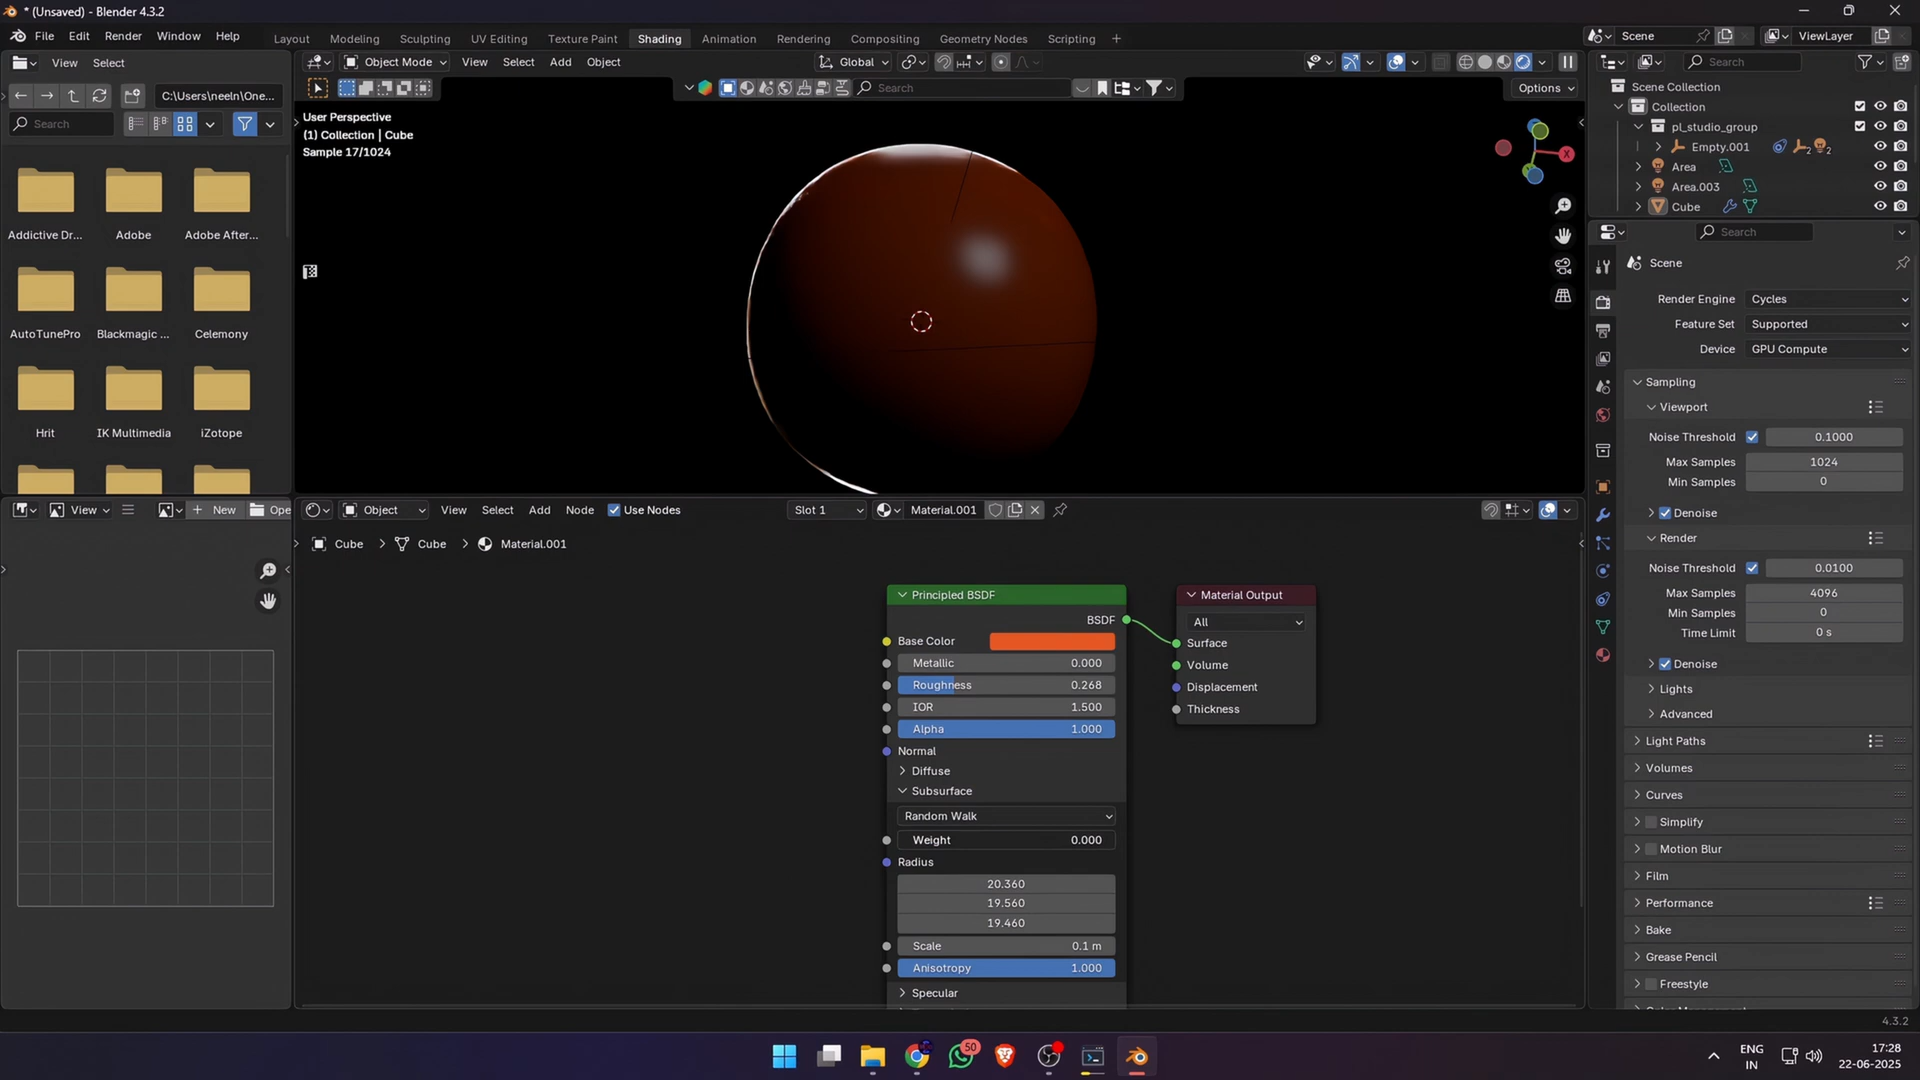 * (Unsaved) - Blender 4.3.2
File Edit Render Window Help
Layout Modeling Sculpting UV Editing Texture Paint Shading Animation Rendering Compositing Geometry Nodes Scripting +
Scene
ViewLayer
View Select
Object Mode View Select Add Object
Global
Search
C:\Users\neeln\One...
Search
Search
Options
User Perspective
(1) Collection | Cube
Sample 17/1024
X
Addictive Dr... Adobe Adobe After...
AutoTunePro Blackmagic ... Celemony
Hrit IK Multimedia iZotope
Scene Collection
Collection
pl_studio_group
Empty.001
2 2
Area
Area.003
Cube
Search
Scene
Render Engine Cycles
Feature Set Supported
Device GPU Compute
Sampling
Viewport
Noise Threshold 0.1000
Max Samples 1024
Min Samples 0
Denoise
Render
Noise Threshold 0.0100
Max Samples 4096
Min Samples 0
Time Limit 0 s
Denoise
Lights
Advanced
Light Paths
Volumes
Curves
Simplify
Motion Blur
Film
Performance
Bake
Grease Pencil
Freestyle
View
+ New
Ope
Object View Select Add Node Use Nodes
Slot 1
Material.001
Cube > Cube > Material.001
Principled BSDF
BSDF
Base Color
Metallic 0.000
Roughness 0.268
IOR 1.500
Alpha 1.000
Normal
Diffuse
Subsurface
Random Walk
Weight 0.000
Radius
20.360
19.560
19.460
Scale 0.1 m
Anisotropy 1.000
Specular
Material Output
All
Surface
Volume
Displacement
Thickness
4.3.2
50
ENG
IN
17:28
22-06-2025